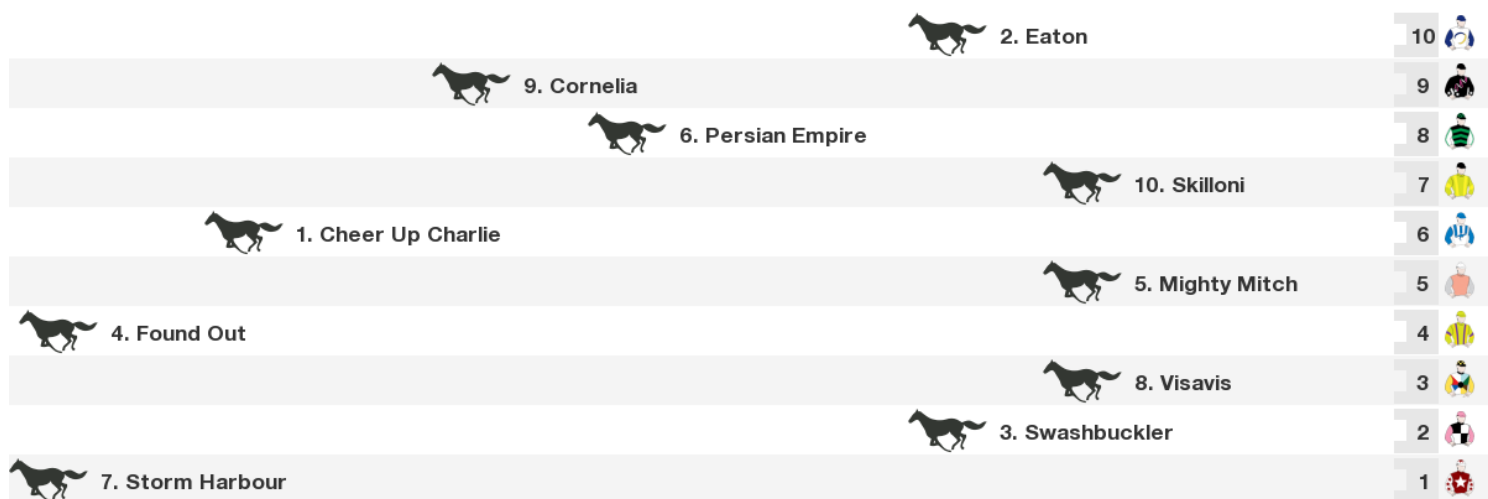 2. Eaton 10
9. Cornelia 9
6. Persian Empire 8
10. Skilloni 7
1. Cheer Up Charlie 6
5. Mighty Mitch 5
4. Found Out 4
8. Visavis 3
3. Swashbuckler 2
7. Storm Harbour 1